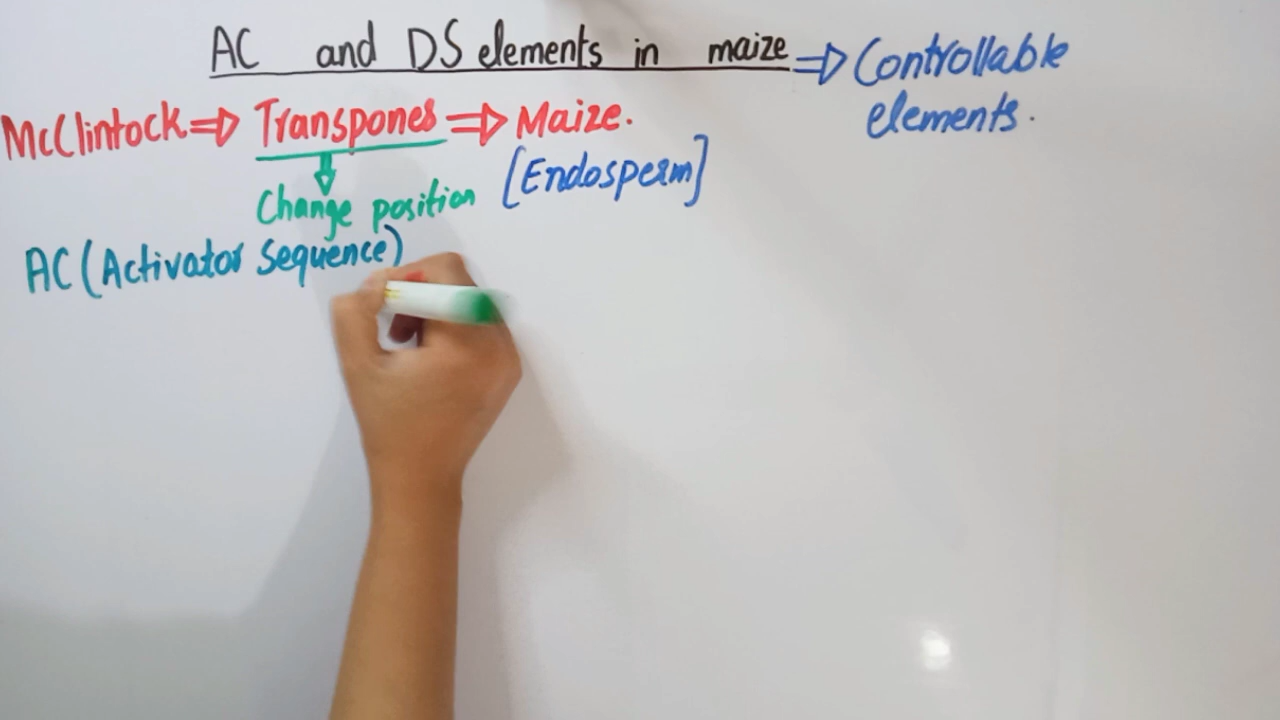 AC and DS elements in maize ⇒ Controllable
elements.
McClintock ⇒ Transpones ⇒ Maize.
[Endosperm]
Change position
AC (Activator Sequence)